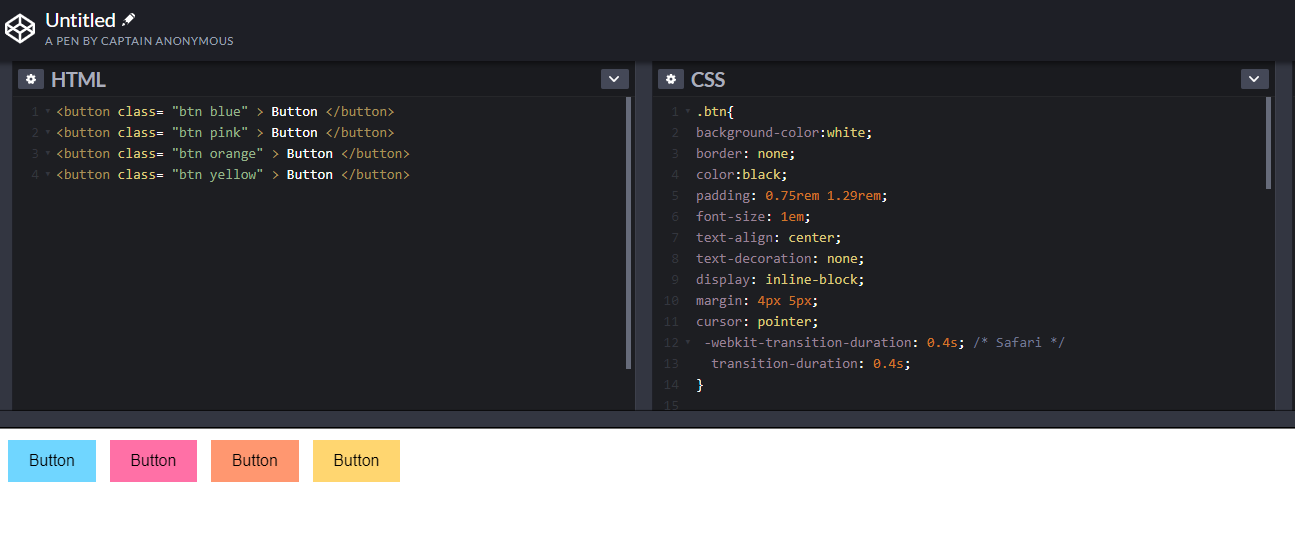 Untitled
A PEN BY CAPTAIN ANONYMOUS
HTML
1 <button class= "btn blue" > Button </button>
2 <button class= "btn pink" > Button </button>
3 <button class= "btn orange" > Button </button>
4 <button class= "btn yellow" > Button </button>
CSS
1 .btn{
2 background-color:white;
3 border: none;
4 color:black;
5 padding: 0.75rem 1.29rem;
6 font-size: 1em;
7 text-align: center;
8 text-decoration: none;
9 display: inline-block;
10 margin: 4px 5px;
11 cursor: pointer;
12 -webkit-transition-duration: 0.4s; /* Safari */
13 transition-duration: 0.4s;
14 }
15
Button Button Button Button